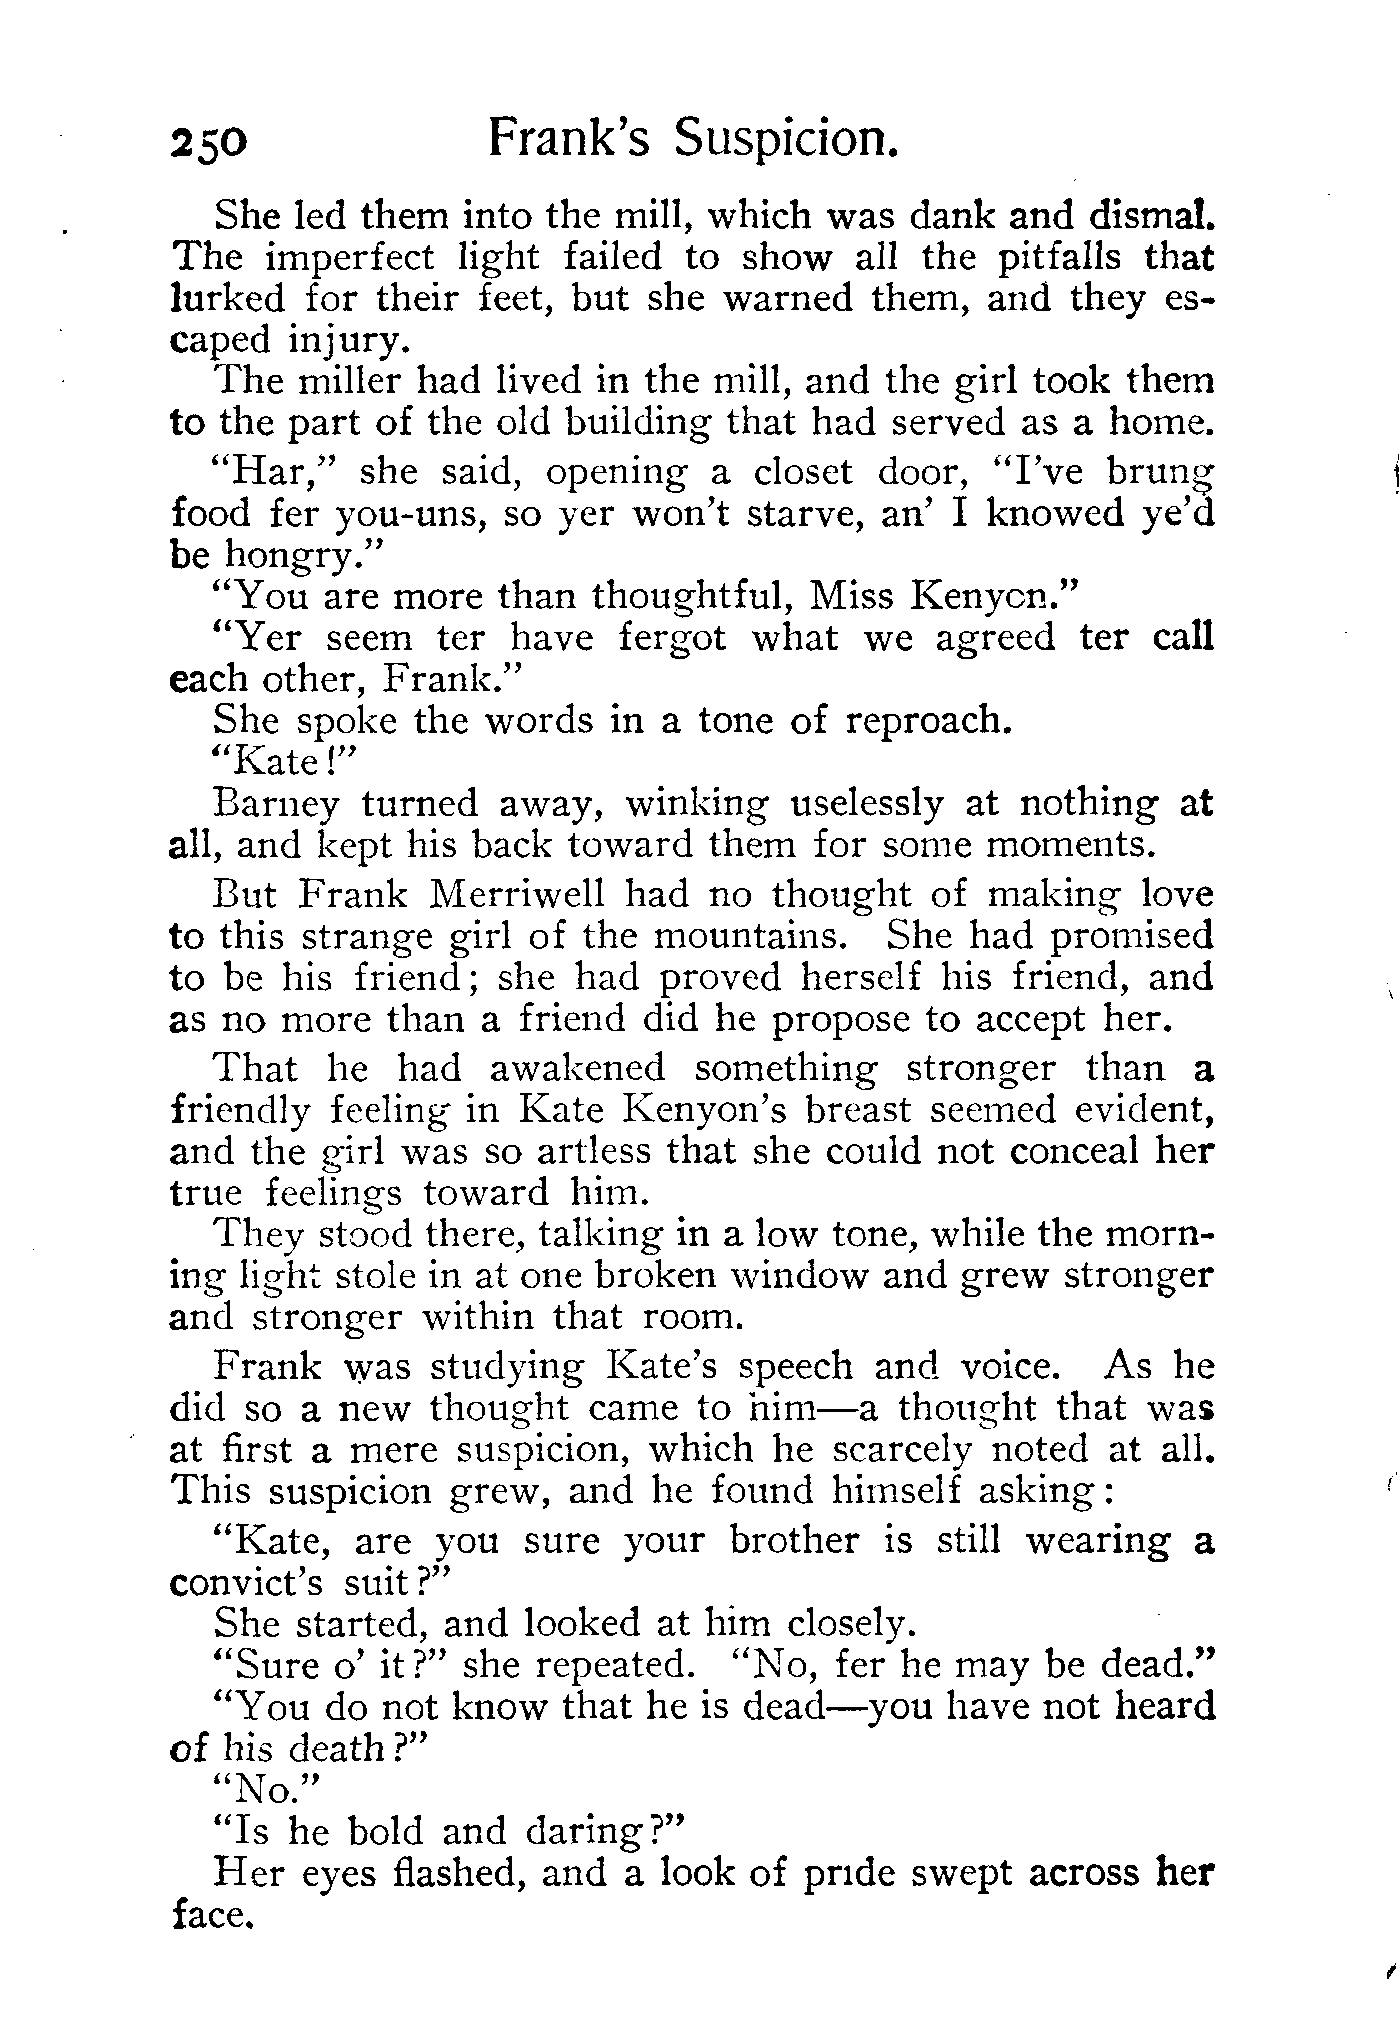 250 Frank's Suspicion.
She led them into the mill, which was dank and dismal.
The imperfect light failed to show all the pitfalls that
lurked for their feet, but she warned them, and they es-
caped injury.
The miller had lived in the mill, and the girl took them
to the part of the old building that had served as a home.
"Har," she said, opening a closet door, "I've brung
food fer you-uns, so yer won't starve, an' I knowed ye'd
be hongry."
"You are more than thoughtful, Miss Kenyon."
"Yer seem ter have fergot what we agreed ter call
each other, Frank."
She spoke the words in a tone of reproach.
"Kate!"
Barney turned away, winking uselessly at nothing at
all, and kept his back toward them for some moments.
But Frank Merriwell had no thought of making love
to this strange girl of the mountains. She had promised
to be his friend; she had proved herself his friend, and
as no more than a friend did he propose to accept her.
That he had awakened something stronger than a
friendly feeling in Kate Kenyon's breast seemed evident,
and the girl was so artless that she could not conceal her
true feelings toward him.
They stood there, talking in a low tone, while the morn-
ing light stole in at one broken window and grew stronger
and stronger within that room.
Frank was studying Kate's speech and voice. As he
did so a new thought came to him—a thought that was
at first a mere suspicion, which he scarcely noted at all.
This suspicion grew, and he found himself asking:
"Kate, are you sure your brother is still wearing a
convict's suit?"
She started, and looked at him closely.
"Sure o' it?" she repeated. "No, fer he may be dead."
"You do not know that he is dead—you have not heard
of his death?"
"No."
"Is he bold and daring?"
Her eyes flashed, and a look of pride swept across her
face.